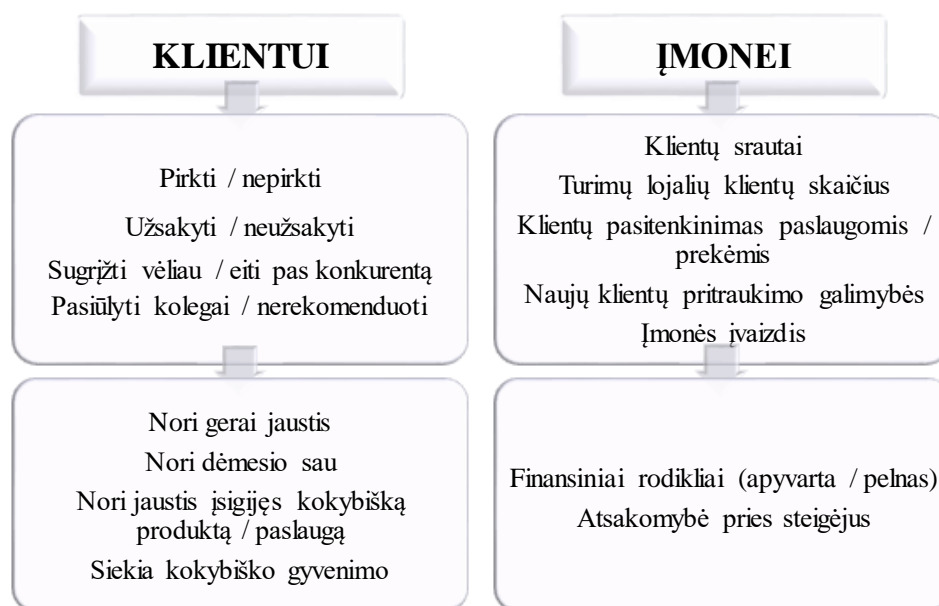 KLIENTUI
Pirkti / nepirkti
Užsakyti / neužsakyti
Sugrįžti vėliau / eiti pas konkurentą
Pasiūlyti kolegai / nerekomenduoti
Nori gerai jaustis
Nori dėmesio sau
Nori jaustis įsigijęs kokybišką
produktą / paslaugą
Siekia kokybiško gyvenimo
ĮMONEI
Klientų srautai
Turimų lojalių klientų skaičius
Klientų pasitenkinimas paslaugomis /
prekėmis
Naujų klientų pritraukimo galimybės
Įmonės įvaizdis
Finansiniai rodikliai (apyvarta / pelnas)
Atsakomybė pries steigėjus